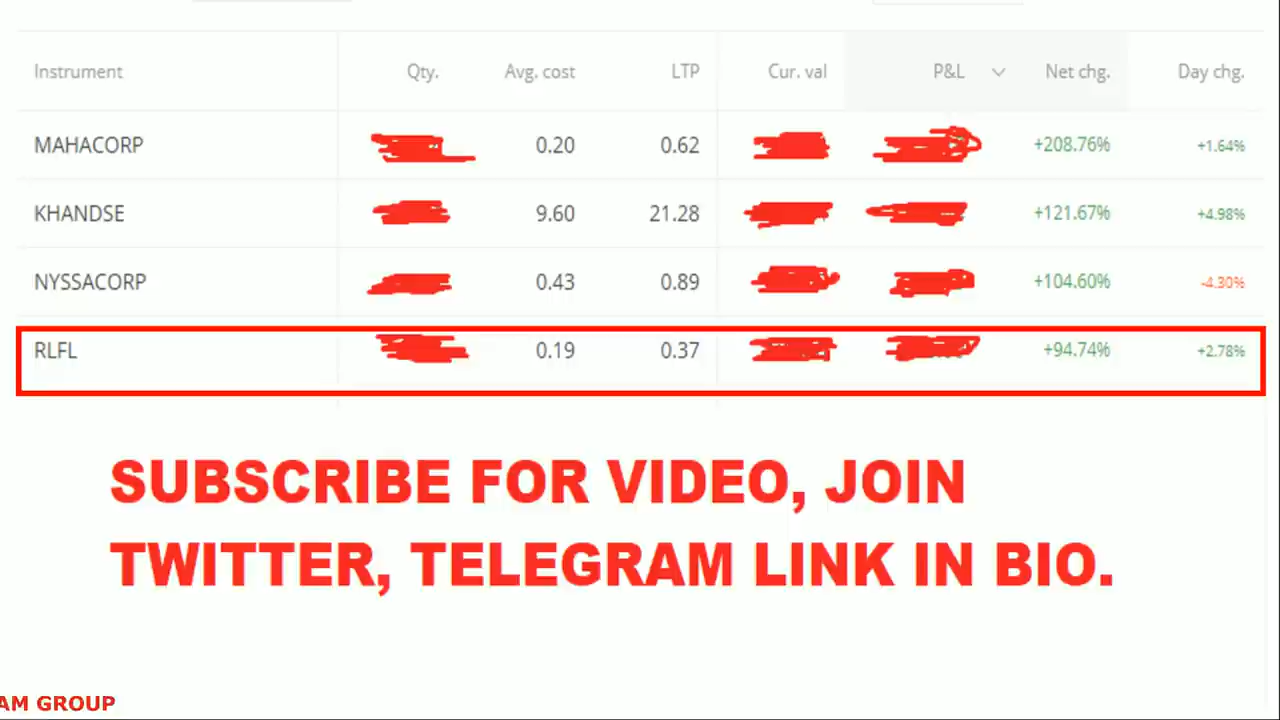 Instrument Qty. Avg. cost LTP Cur. val P&L Net chg. Day chg.
MAHACORP 0.20 0.62 +208.76% +1.64%
KHANDSE 9.60 21.28 +121.67% +4.98%
NYSSACORP 0.43 0.89 +104.60% -4.30%
RLFL 0.19 0.37 +94.74% +2.78%
SUBSCRIBE FOR VIDEO, JOIN
TWITTER, TELEGRAM LINK IN BIO.
AM GROUP